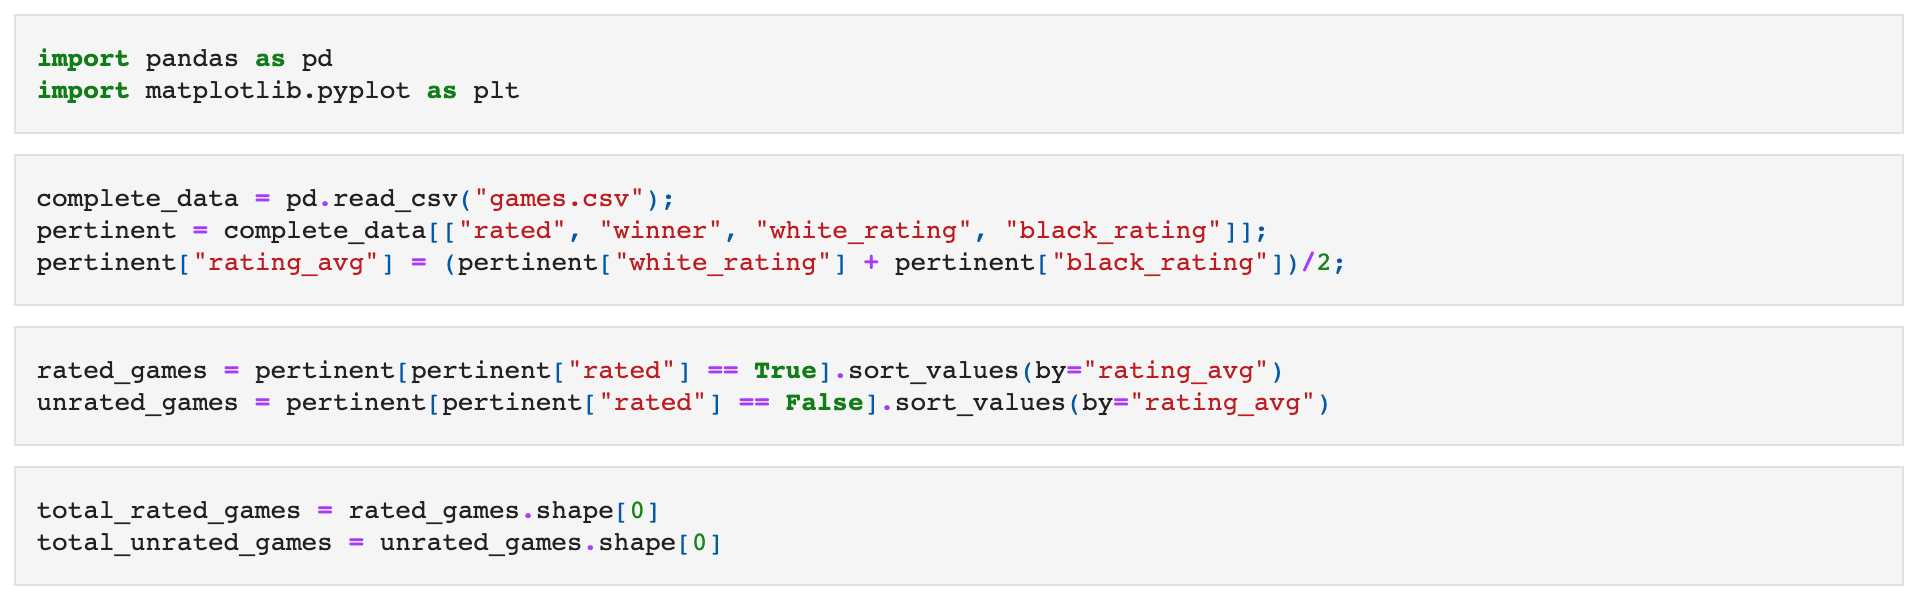 import pandas as pd
import matplotlib.pyplot as plt
complete_data = pd.read_csv("games.csv");
pertinent = complete_data[["rated", "winner", "white_rating", "black_rating"]];
pertinent["rating_avg"] = (pertinent["white_rating"] + pertinent["black_rating"])/2;
rated_games = pertinent[pertinent["rated"] == True].sort_values(by="rating_avg")
unrated_games = pertinent[pertinent["rated"] == False].sort_values(by="rating_avg")
total_rated_games = rated_games.shape[0]
total_unrated_games = unrated_games.shape[0]